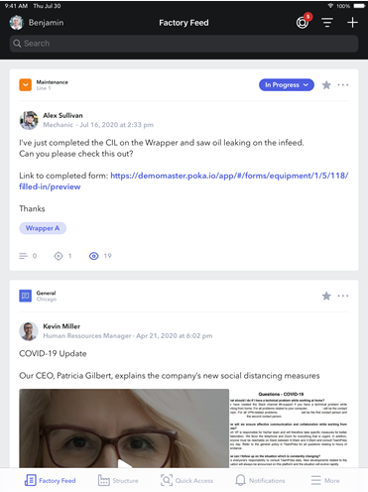 9:41 AM Thu Jul 30
100%
Benjamin
Factory Feed
Search
Maintenance
Line 1
In Progress
Alex Sullivan
Mechanic - Jul 16, 2020 at 2:33 pm
I've just completed the CIL on the Wrapper and saw oil leaking on the infeed.
Can you please check this out?
Link to completed form: https://demomaster.poka.io/app/#/forms/equipment/1/5/118/
filled-in/preview
Thanks
Wrapper A
0 1 19
General
Chicago
Kevin Miller
Human Ressources Manager · Apr 21, 2020 at 6:02 pm
COVID-19 Update
Our CEO, Patricia Gilbert, explains the company's new social distancing measures
Questions - COVID-19
Factory Feed Structure Quick Access Notifications More